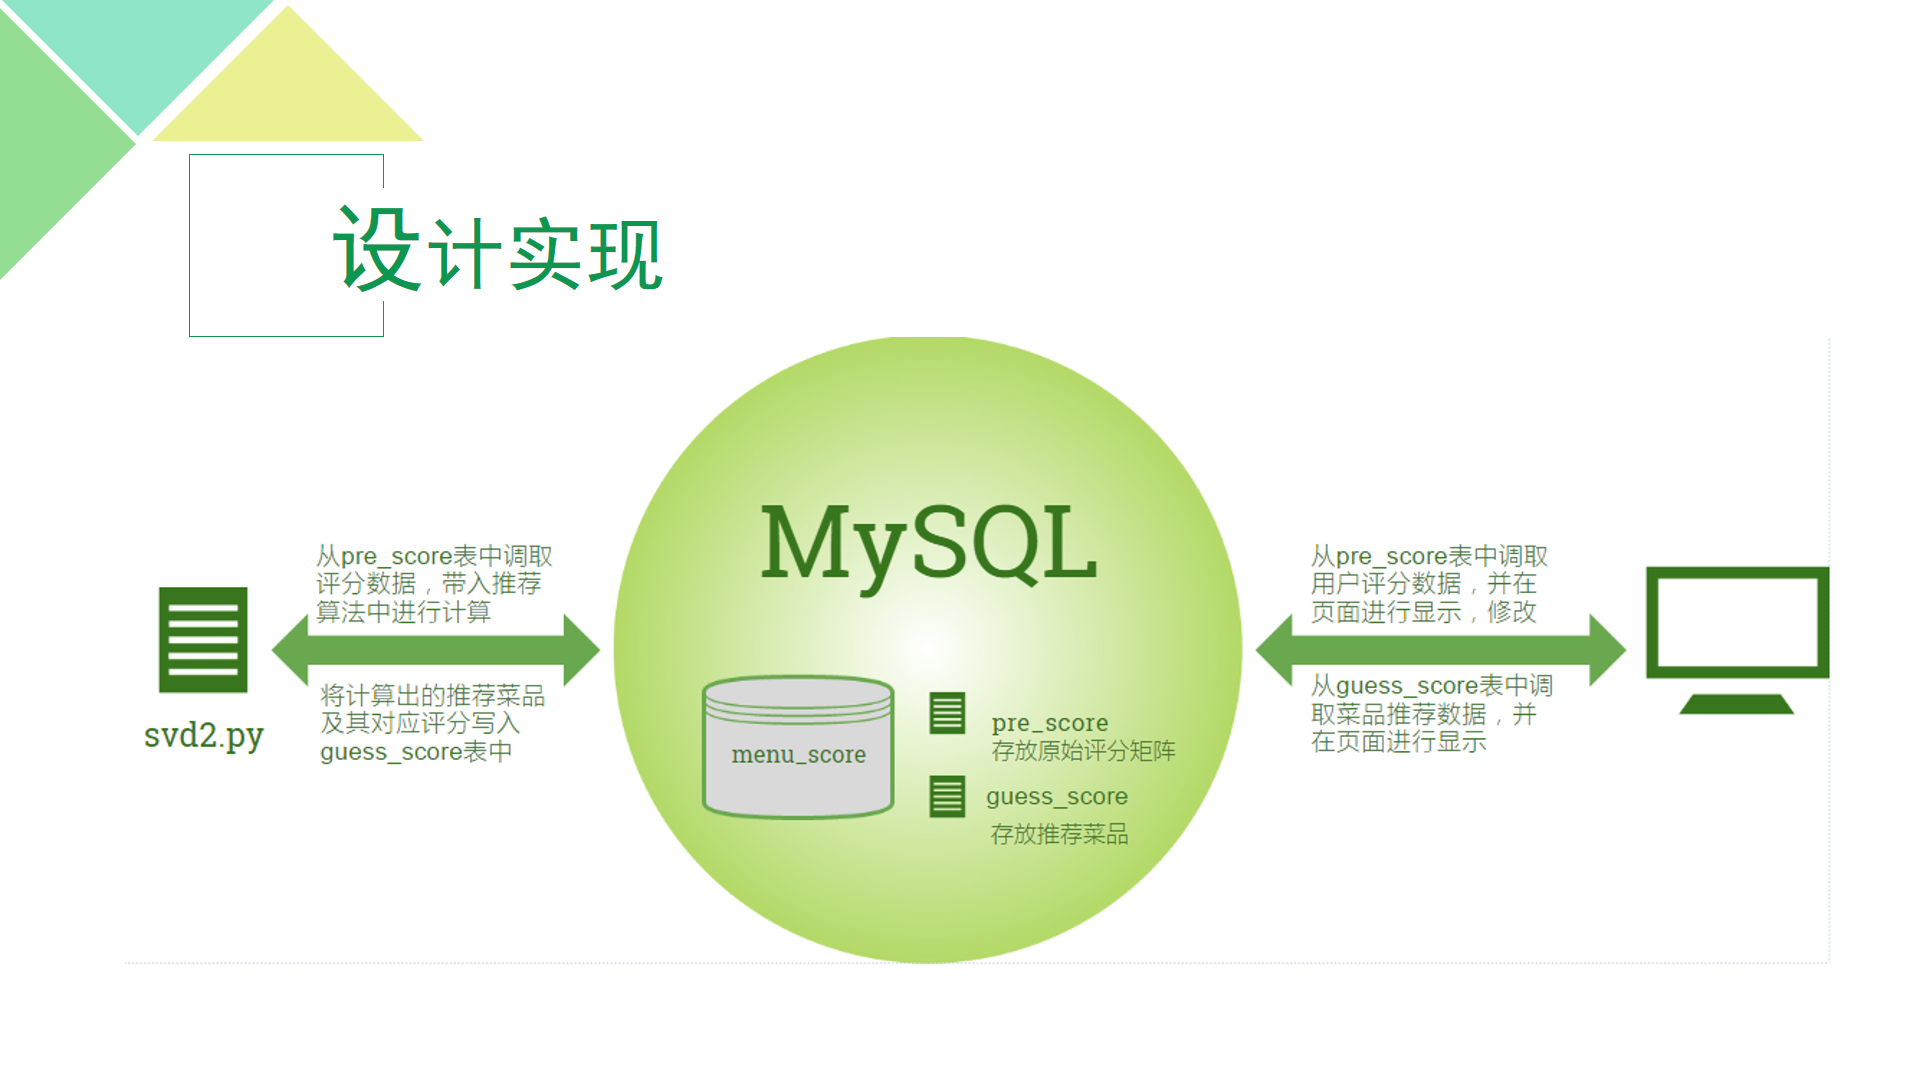 设计实现
从pre_score表中调取
评分数据，带入推荐
算法中进行计算
将计算出的推荐菜品
及其对应评分写入
guess_score表中
svd2.py
MySQL
menu_score
pre_score
存放原始评分矩阵
guess_score
存放推荐菜品
从pre_score表中调取
用户评分数据，并在
页面进行显示，修改
从guess_score表中调
取菜品推荐数据，并
在页面进行显示